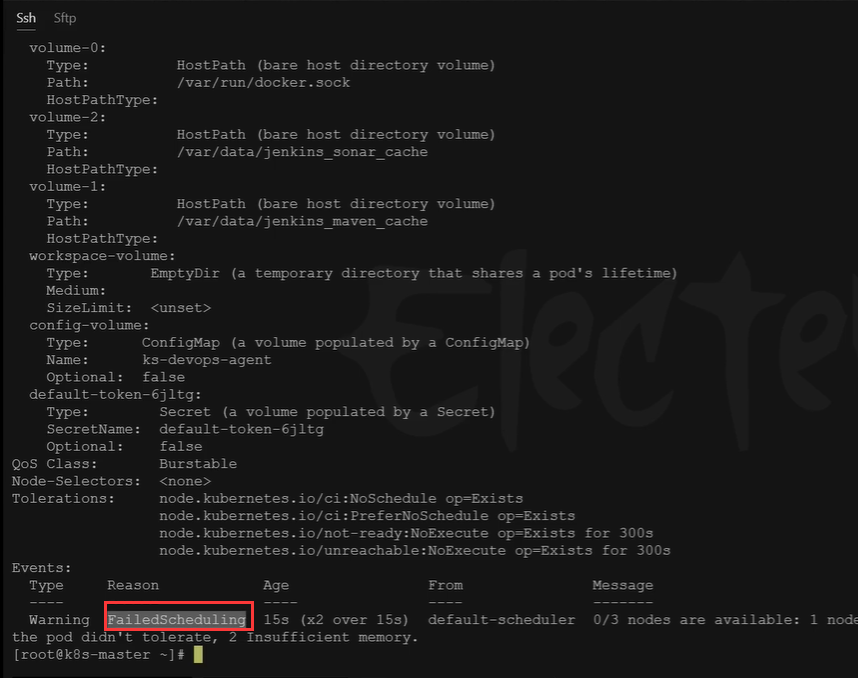 Ssh Sftp
volume-0:
Type: HostPath (bare host directory volume)
Path: /var/run/docker.sock
HostPathType:
volume-2:
Type: HostPath (bare host directory volume)
Path: /var/data/jenkins_sonar_cache
HostPathType:
volume-1:
Type: HostPath (bare host directory volume)
Path: /var/data/jenkins_maven_cache
HostPathType:
workspace-volume:
Type: EmptyDir (a temporary directory that shares a pod's lifetime)
Medium:
SizeLimit: <unset>
config-volume:
Type: ConfigMap (a volume populated by a ConfigMap)
Name: ks-devops-agent
Optional: false
default-token-6jltg:
Type: Secret (a volume populated by a Secret)
SecretName: default-token-6jltg
Optional: false
QoS Class: Burstable
Node-Selectors: <none>
Tolerations: node.kubernetes.io/ci:NoSchedule op=Exists
node.kubernetes.io/ci:PreferNoSchedule op=Exists
node.kubernetes.io/not-ready:NoExecute op=Exists for 300s
node.kubernetes.io/unreachable:NoExecute op=Exists for 300s
Events:
Type Reason Age From Message
---- ------ ---- ---- -------
Warning FailedScheduling 15s (x2 over 15s) default-scheduler 0/3 nodes are available: 1 node
the pod didn't tolerate, 2 Insufficient memory.
[root@k8s-master ~]#